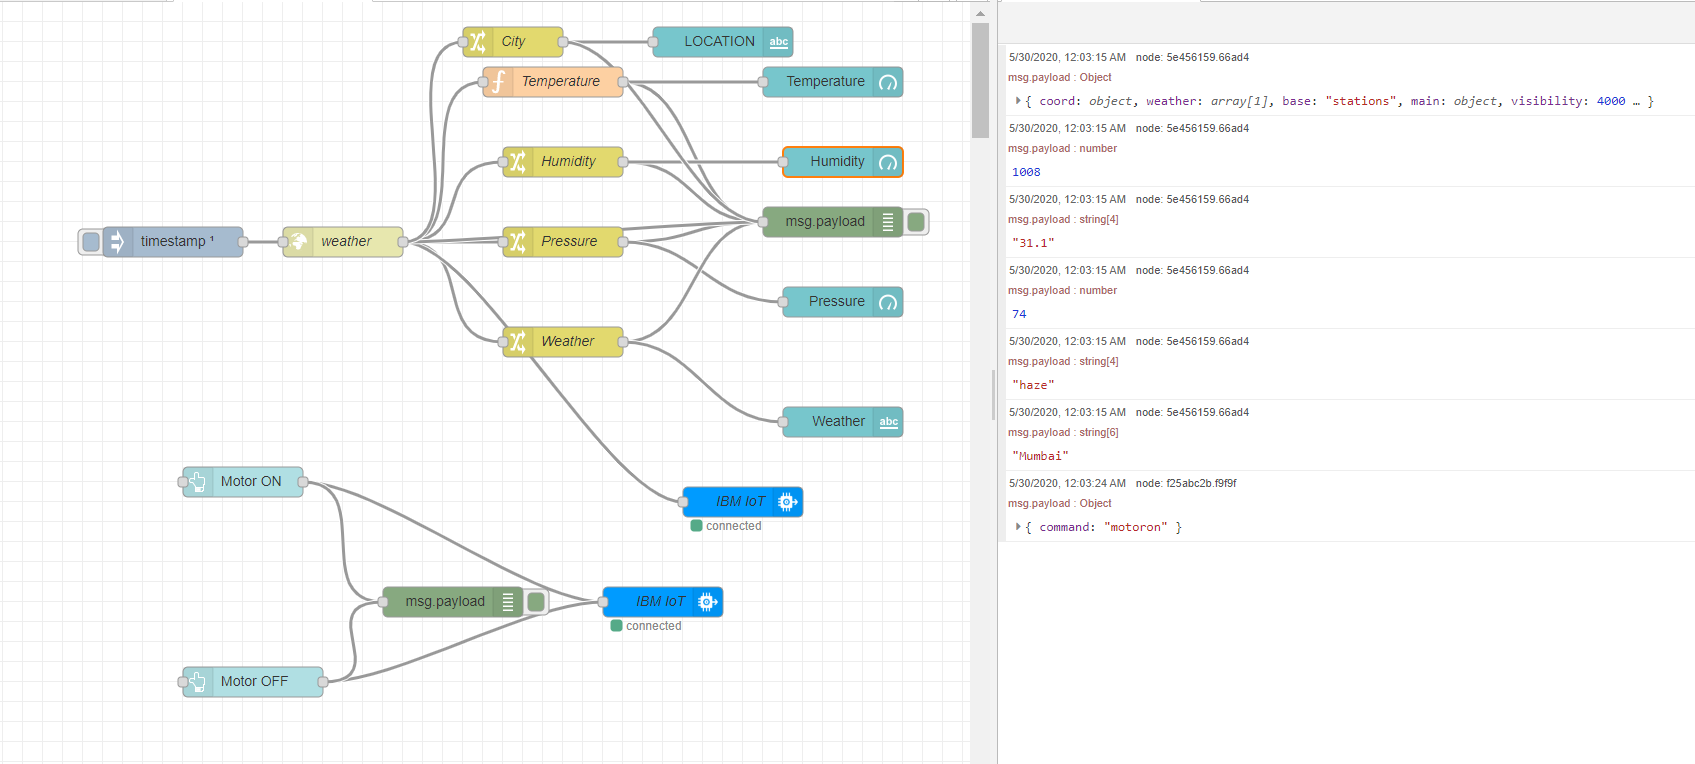 City
LOCATION abc
Temperature
Temperature
Humidity
Humidity
msg.payload
timestamp ¹
weather
Pressure
Pressure
Weather
Weather abc
Motor ON
IBM IoT
connected
msg.payload
IBM IoT
connected
Motor OFF
5/30/2020, 12:03:15 AM node: 5e456159.66ad4
msg.payload : Object
{ coord: object, weather: array[1], base: "stations", main: object, visibility: 4000 … }
5/30/2020, 12:03:15 AM node: 5e456159.66ad4
msg.payload : number
1008
5/30/2020, 12:03:15 AM node: 5e456159.66ad4
msg.payload : string[4]
"31.1"
5/30/2020, 12:03:15 AM node: 5e456159.66ad4
msg.payload : number
74
5/30/2020, 12:03:15 AM node: 5e456159.66ad4
msg.payload : string[4]
"haze"
5/30/2020, 12:03:15 AM node: 5e456159.66ad4
msg.payload : string[6]
"Mumbai"
5/30/2020, 12:03:24 AM node: f25abc2b.f9f9f
msg.payload : Object
{ command: "motoron" }